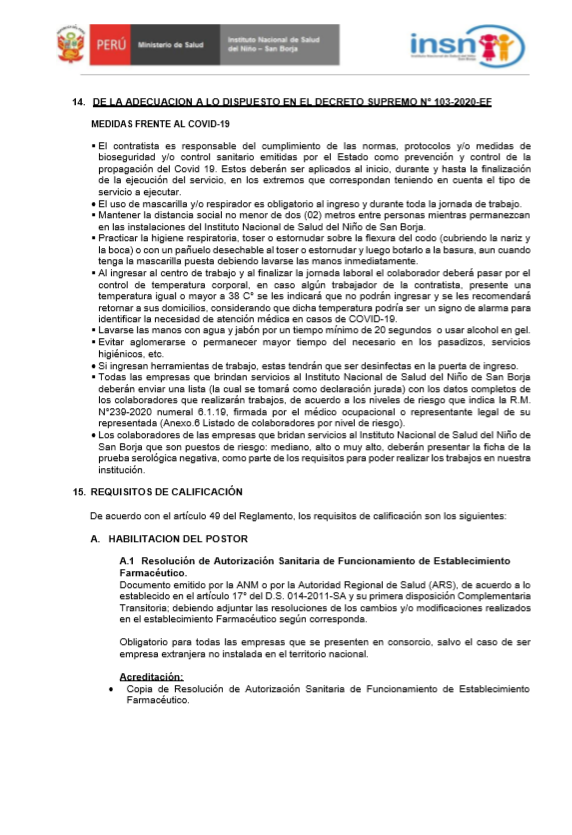 PERÚ
Ministerio de Salud
Instituto Nacional de Salud
del Niño – San Borja
insn
14. DE LA ADECUACION A LO DISPUESTO EN EL DECRETO SUPREMO N° 103-2020-EF
MEDIDAS FRENTE AL COVID-19
▪ El contratista es responsable del cumplimiento de las normas, protocolos y/o medidas de
bioseguridad y/o control sanitario emitidas por el Estado como prevención y control de la
propagación del Covid 19. Estos deberán ser aplicados al inicio, durante y hasta la finalización
de la ejecución del servicio, en los extremos que correspondan teniendo en cuenta el tipo de
servicio a ejecutar.
● El uso de mascarilla y/o respirador es obligatorio al ingreso y durante toda la jornada de trabajo.
▪ Mantener la distancia social no menor de dos (02) metros entre personas mientras permanezcan
en las instalaciones del Instituto Nacional de Salud del Niño de San Borja.
▪ Practicar la higiene respiratoria, toser o estornudar sobre la flexura del codo (cubriendo la nariz y
la boca) o con un pañuelo desechable al toser o estornudar y luego botarlo a la basura, aun cuando
tenga la mascarilla puesta debiendo lavarse las manos inmediatamente.
▪ Al ingresar al centro de trabajo y al finalizar la jornada laboral el colaborador deberá pasar por el
control de temperatura corporal, en caso algún trabajador de la contratista, presente una
temperatura igual o mayor a 38 C° se les indicará que no podrán ingresar y se les recomendará
retornar a sus domicilios, considerando que dicha temperatura podría ser un signo de alarma para
identificar la necesidad de atención médica en casos de COVID-19.
▪ Lavarse las manos con agua y jabón por un tiempo mínimo de 20 segundos o usar alcohol en gel.
▪ Evitar aglomerarse o permanecer mayor tiempo del necesario en los pasadizos, servicios
higiénicos, etc.
● Si ingresan herramientas de trabajo, estas tendrán que ser desinfectas en la puerta de ingreso.
▪ Todas las empresas que brindan servicios al Instituto Nacional de Salud del Niño de San Borja
deberán enviar una lista (la cual se tomará como declaración jurada) con los datos completos de
los colaboradores que realizarán trabajos, de acuerdo a los niveles de riesgo que indica la R.M.
N°239-2020 numeral 6.1.19, firmada por el médico ocupacional o representante legal de su
representada (Anexo.6 Listado de colaboradores por nivel de riesgo).
● Los colaboradores de las empresas que bridan servicios al Instituto Nacional de Salud del Niño de
San Borja que son puestos de riesgo: mediano, alto o muy alto, deberán presentar la ficha de la
prueba serológica negativa, como parte de los requisitos para poder realizar los trabajos en nuestra
institución.
15. REQUISITOS DE CALIFICACIÓN
De acuerdo con el artículo 49 del Reglamento, los requisitos de calificación son los siguientes:
A. HABILITACION DEL POSTOR
A.1 Resolución de Autorización Sanitaria de Funcionamiento de Establecimiento
Farmacéutico.
Documento emitido por la ANM o por la Autoridad Regional de Salud (ARS), de acuerdo a lo
establecido en el artículo 17° del D.S. 014-2011-SA y su primera disposición Complementaria
Transitoria; debiendo adjuntar las resoluciones de los cambios y/o modificaciones realizados
en el establecimiento Farmacéutico según corresponda.
Obligatorio para todas las empresas que se presenten en consorcio, salvo el caso de ser
empresa extranjera no instalada en el territorio nacional.
Acreditación:
● Copia de Resolución de Autorización Sanitaria de Funcionamiento de Establecimiento
Farmacéutico.